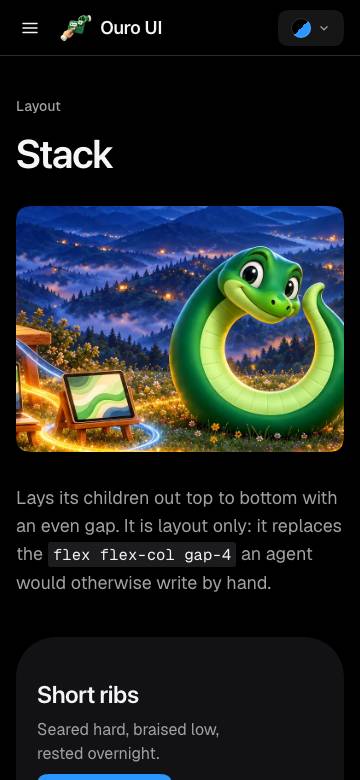 Ouro UI
Layout
Stack
Lays its children out top to bottom with
an even gap. It is layout only: it replaces
the flex flex-col gap-4 an agent
would otherwise write by hand.
Short ribs
Seared hard, braised low,
rested overnight.